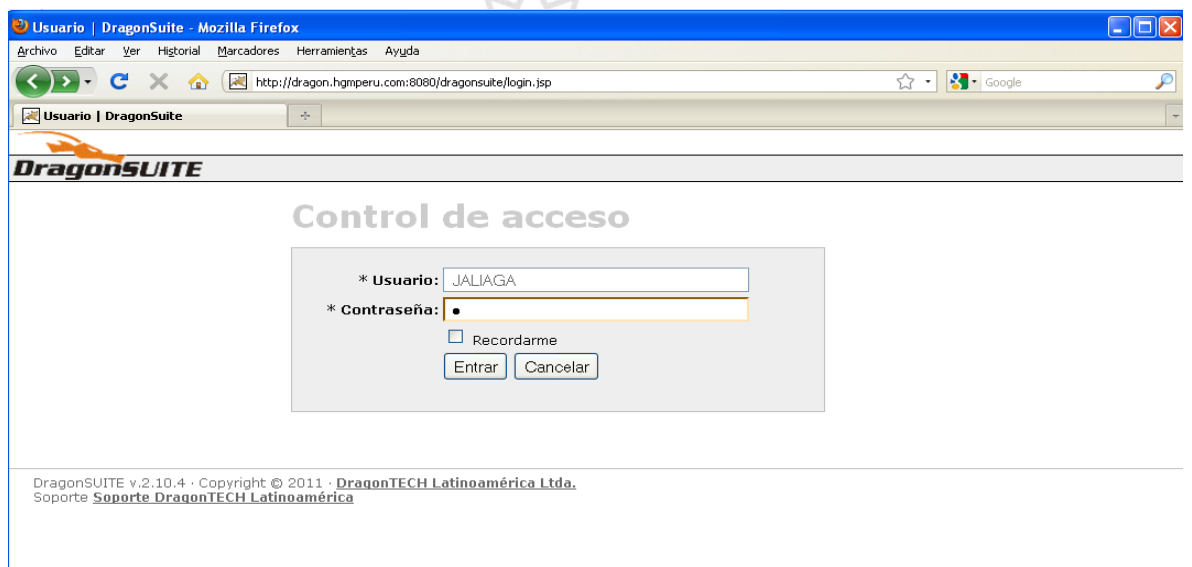 Usuario | DragonSuite - Mozilla Firefox
Archivo Editar Ver Historial Marcadores Herramientas Ayuda
http://dragon.hgmperu.com:8080/dragonsuite/login.jsp Google
Usuario | DragonSuite
DragonSUITE
Control de acceso
* Usuario: JALIAGA
* Contraseña: •
Recordarme
Entrar Cancelar
DragonSUITE v.2.10.4 · Copyright © 2011 · DragonTECH Latinoamérica Ltda.
Soporte Soporte DragonTECH Latinoamérica